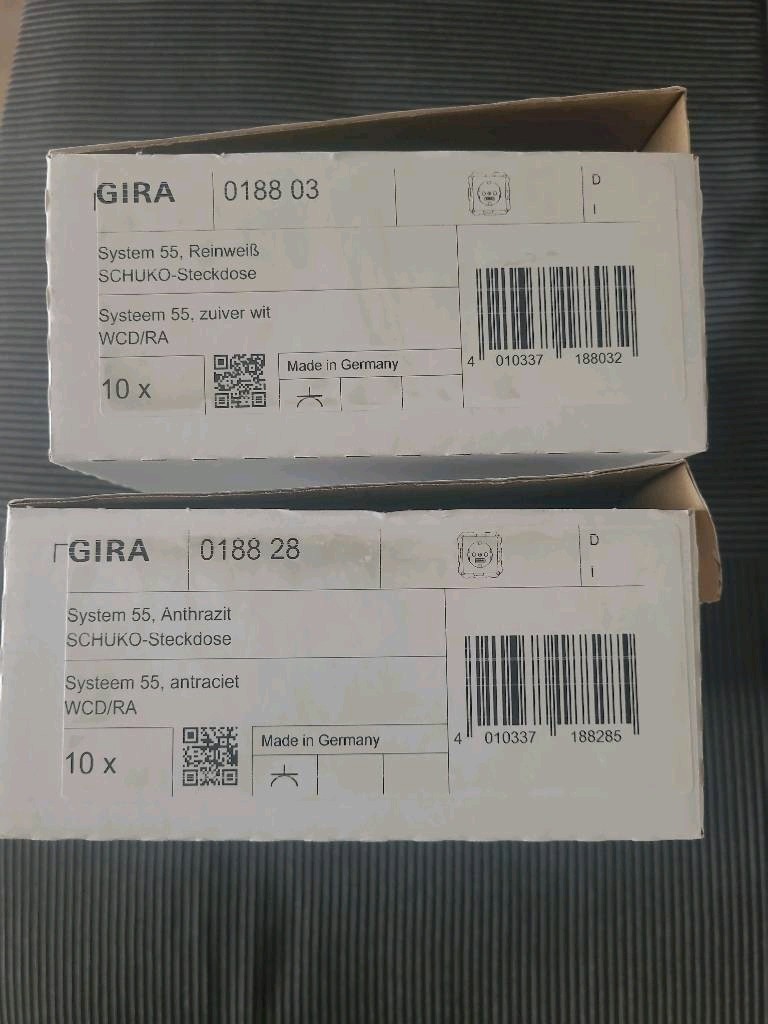 GIRA
0188 03
D
I
System 55, Reinweiß
SCHUKO-Steckdose
Systeem 55, zuiver wit
WCD/RA
10 x
Made in Germany
4 010337 188032
GIRA
0188 28
D
I
System 55, Anthrazit
SCHUKO-Steckdose
Systeem 55, antraciet
WCD/RA
10 x
Made in Germany
4 010337 188285